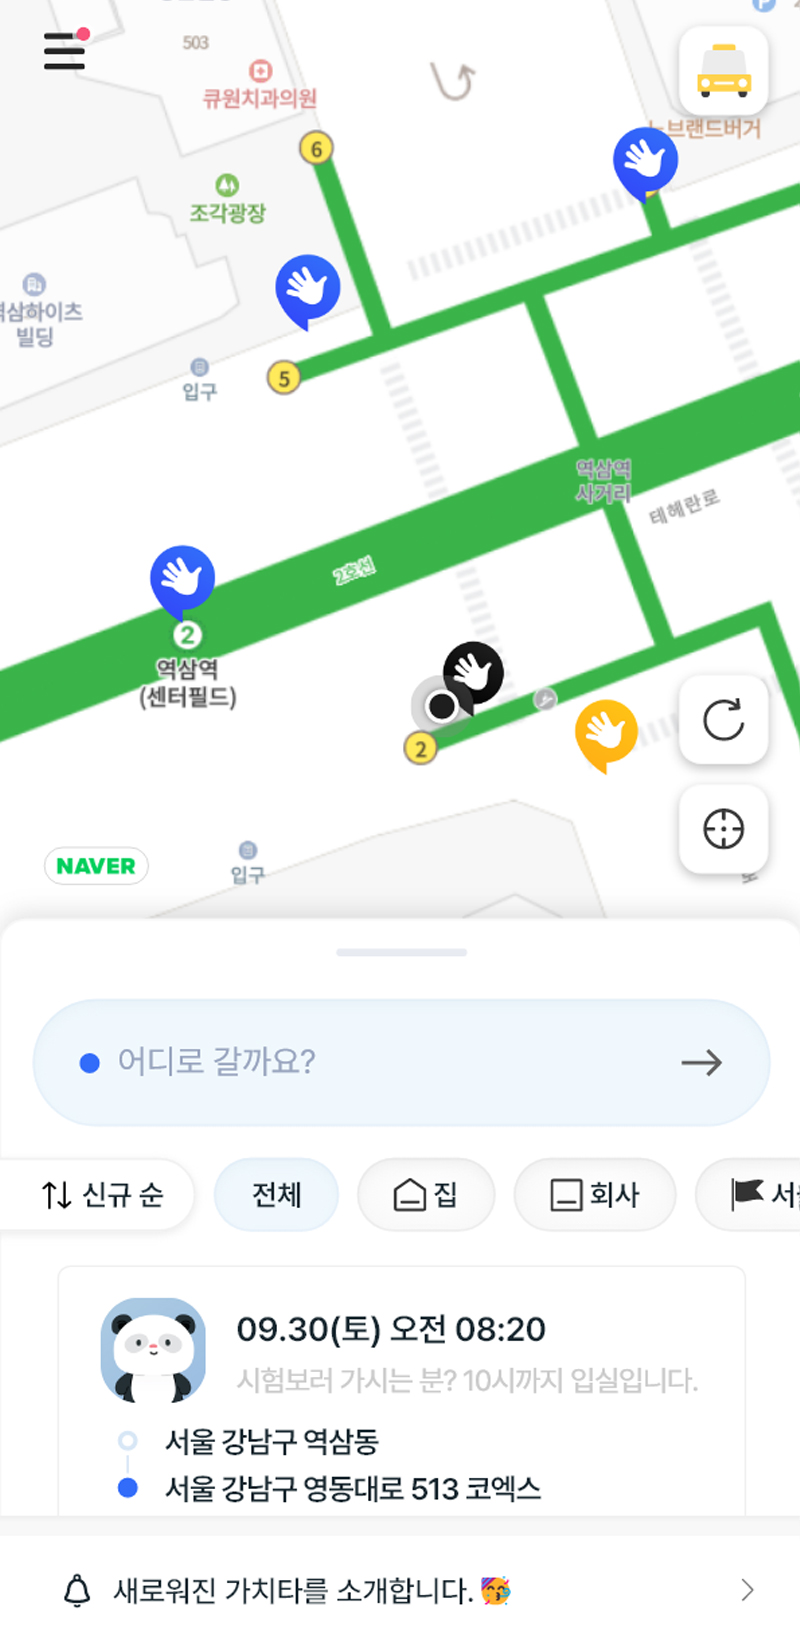 503
큐원치과의원
노브랜드버거
6
조각광장
역삼하이츠
빌딩
5
입구
역삼역
사거리
테헤란로
2호선
2
역삼역
(센터필드)
2
NAVER
입구
어디로 갈까요?
신규 순
전체
집
회사
09.30(토) 오전 08:20
시험보러 가시는 분? 10시까지 입실입니다.
서울 강남구 역삼동
서울 강남구 영동대로 513 코엑스
새로워진 가치타를 소개합니다. 🥳